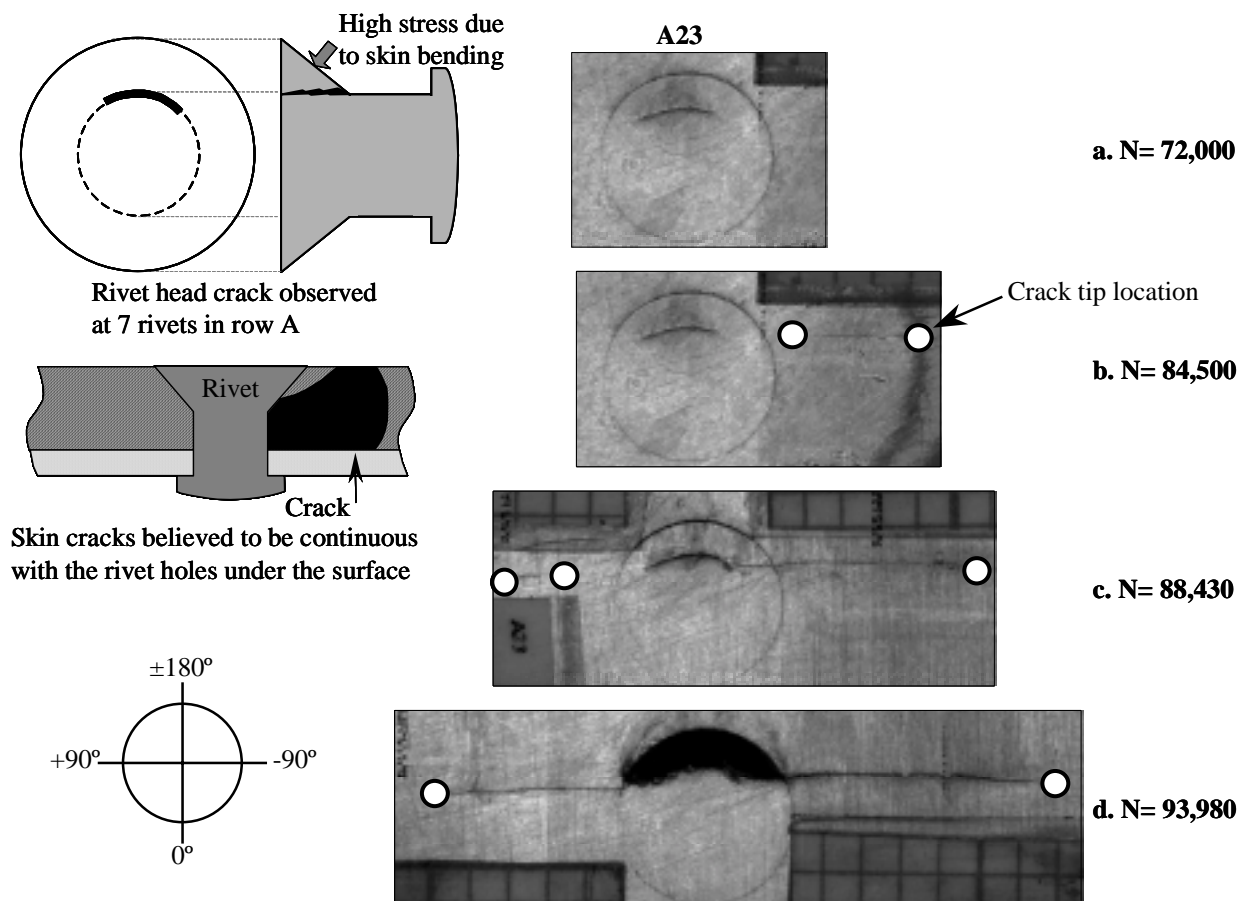 High stress due
to skin bending
Rivet head crack observed
at 7 rivets in row A
Rivet
Crack
Skin cracks believed to be continuous
with the rivet holes under the surface
±180º
+90º
-90º
0º
A23
a. N= 72,000
Crack tip location
b. N= 84,500
A23
c. N= 88,430
d. N= 93,980